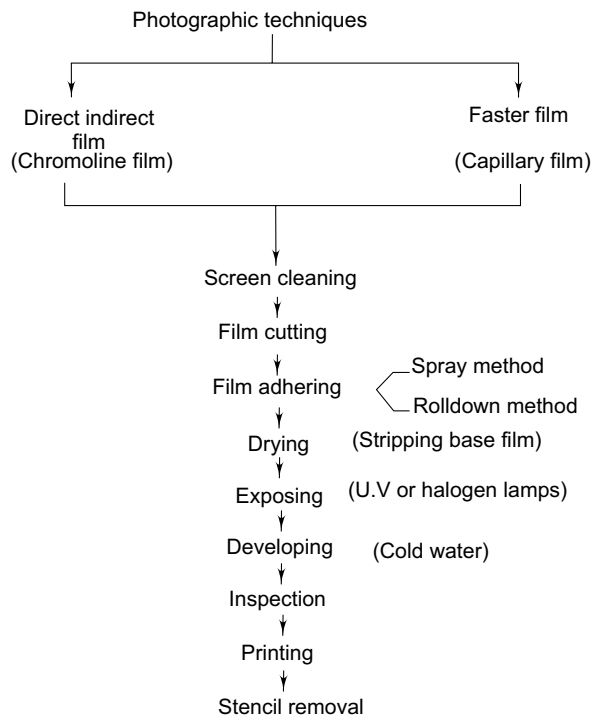 Photographic techniques
Direct indirect
film
(Chromoline film)
Faster film
(Capillary film)
Screen cleaning
Film cutting
Film adhering
Spray method
Rolldown method
Drying (Stripping base film)
Exposing (U.V or halogen lamps)
Developing (Cold water)
Inspection
Printing
Stencil removal